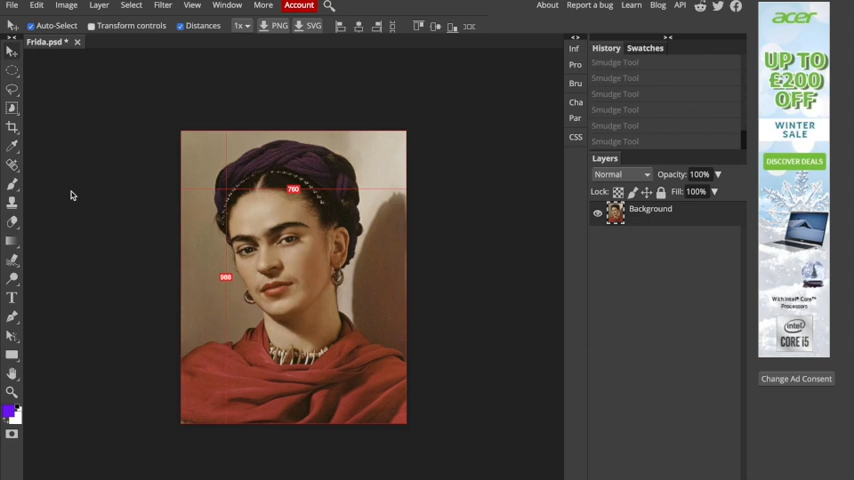 File Edit Image Layer Select Filter View Window More Account About Report a bug Learn Blog API
Auto-Select Transform controls Distances 1x PNG SVG
Frida.psd *
Inf
Pro
Bru
Cha
Par
CSS
History Swatches
Smudge Tool
Smudge Tool
Smudge Tool
Smudge Tool
Smudge Tool
Smudge Tool
Layers
Normal Opacity: 100%
Lock: Fill: 100%
Background
760
988
acer
UP TO
£200
OFF
WINTER
SALE
DISCOVER DEALS
With Intel® Core™
Processors
intel
CORE i5
Change Ad Consent